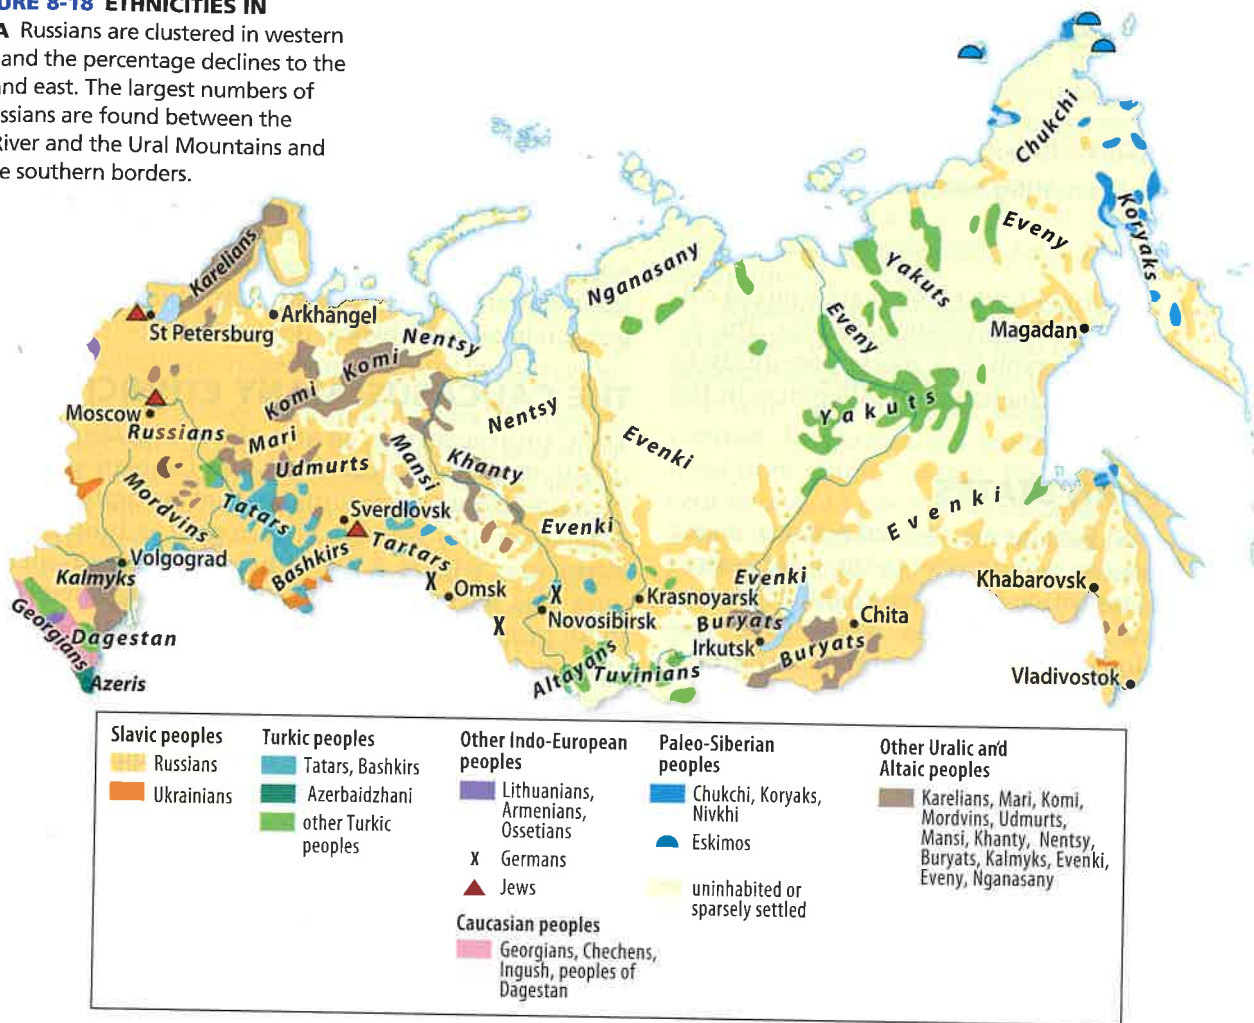 URE 8-18 ETHNICITIES IN
A Russians are clustered in western
and the percentage declines to the
nd east. The largest numbers of
ssians are found between the
River and the Ural Mountains and
e southern borders.
Chukchi
Koryaks
Eveny
Yakuts
Nganasany
Karelians
Arkhangel
St Petersburg
Nentsy
Komi
Komi
Eveny
Magadan
Moscow
Russians
Mari
Nentsy
Yakuts
Evenki
Mansi
Khanty
Udmurts
Mordvins
Tatars
Sverdlovsk
Evenki
Evenki
Volgograd
Bashkirs
Tartars
Kalmyks
X
Omsk
X
Krasnoyarsk
Evenki
Khabarovsk
Novosibirsk
X
Buryats
Chita
Georgians
Dagestan
Irkutsk
Buryats
Altayans
Tuvinians
Vladivostok
Azeris
Slavic peoples
Russians
Ukrainians
Turkic peoples
Tatars, Bashkirs
Azerbaidzhani
other Turkic
peoples
Other Indo-European
peoples
Lithuanians,
Armenians,
Ossetians
X Germans
Jews
Caucasian peoples
Georgians, Chechens,
Ingush, peoples of
Dagestan
Paleo-Siberian
peoples
Chukchi, Koryaks,
Nivkhi
Eskimos
uninhabited or
sparsely settled
Other Uralic and
Altaic peoples
Karelians, Mari, Komi,
Mordvins, Udmurts,
Mansi, Khanty, Nentsy,
Buryats, Kalmyks, Evenki,
Eveny, Nganasany